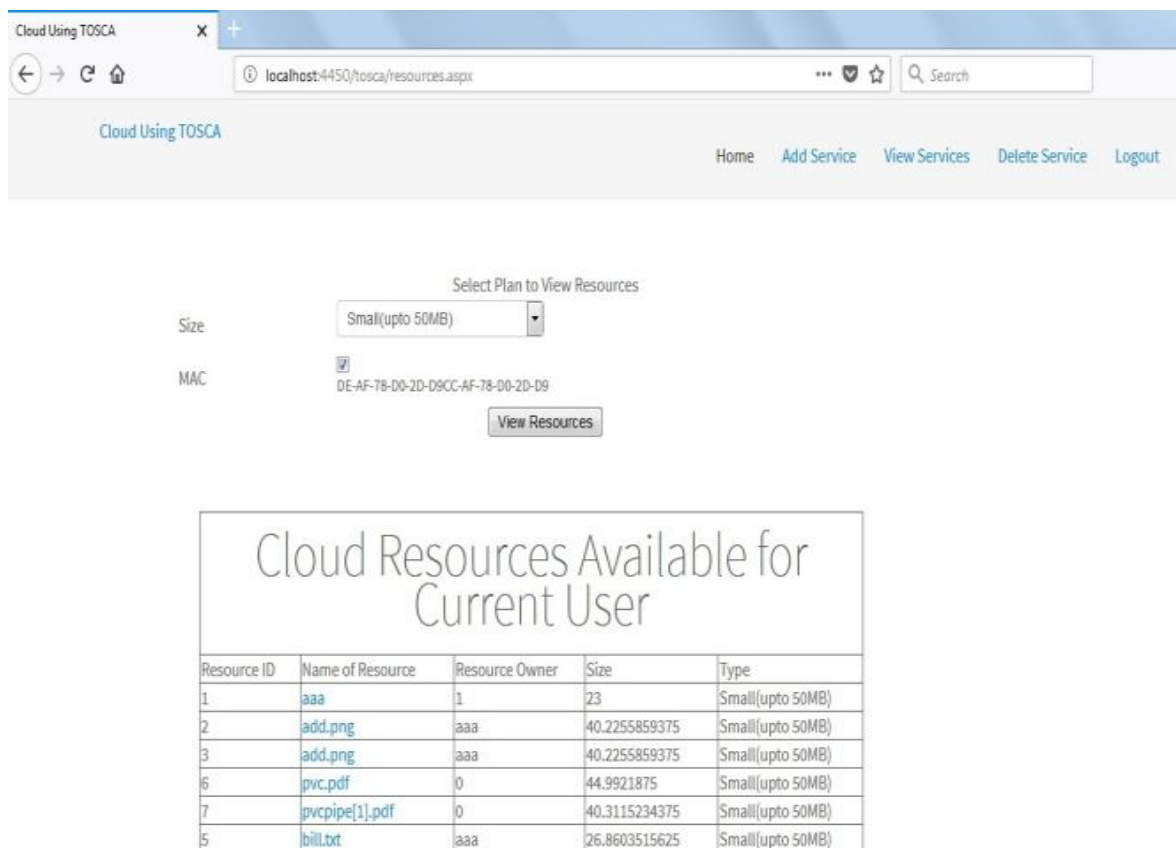 Cloud Using TOSCA X +
localhost:4450/tosca/resources.aspx ... Search
Cloud Using TOSCA
Home Add Service View Services Delete Service Logout
Select Plan to View Resources
Size Small(upto 50MB)
MAC
DE-AF-78-D0-2D-D9CC-AF-78-D0-2D-D9
View Resources
Cloud Resources Available for
Current User
Resource ID Name of Resource Resource Owner Size Type
1 aaa 1 23 Small(upto 50MB)
2 add.png aaa 40.2255859375 Small(upto 50MB)
3 add.png aaa 40.2255859375 Small(upto 50MB)
6 pvc.pdf 0 44.9921875 Small(upto 50MB)
7 pvcpipe[1].pdf 0 40.3115234375 Small(upto 50MB)
5 bill.txt aaa 26.8603515625 Small(upto 50MB)